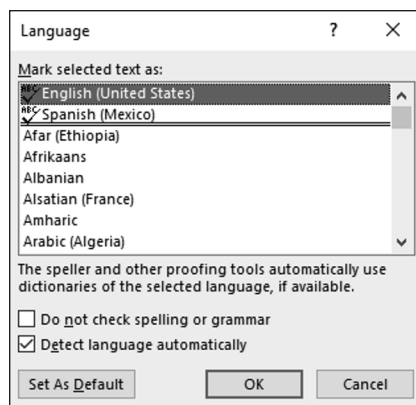 Language ?
Mark selected text as:
ABC English (United States)
ABC Spanish (Mexico)
Afar (Ethiopia)
Afrikaans
Albanian
Alsatian (France)
Amharic
Arabic (Algeria)
The speller and other proofing tools automatically use
dictionaries of the selected language, if available.
Do not check spelling or grammar
Detect language automatically
Set As Default OK Cancel